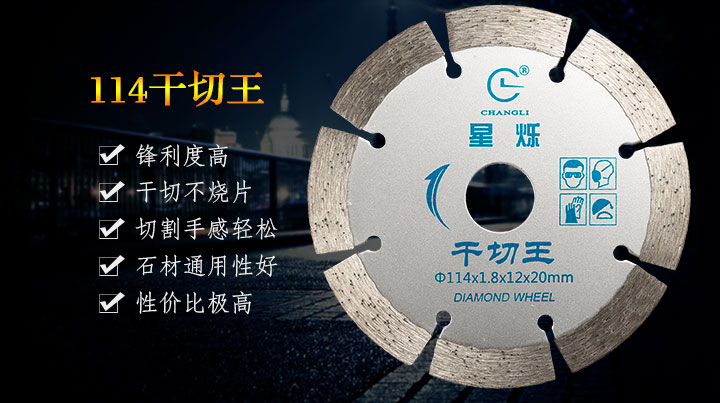 114干切王
锋利度高
干切不烧片
切割手感轻松
石材通用性好
性价比极高
®
CHANGLI
星烁
干切王
Φ114x1.8x12x20mm
DIAMOND WHEEL